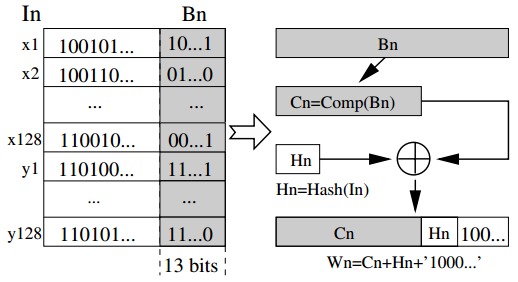 In Bn
x1 100101... 10...1
x2 100110... 01...0
... ...
x128 110010... 00...1
y1 110100... 11...1
... ...
y128 110101... 11...0
13 bits
Bn
Cn=Comp(Bn)
Hn
Hn=Hash(In)
Cn Hn 100...
Wn=Cn+Hn+'1000...'